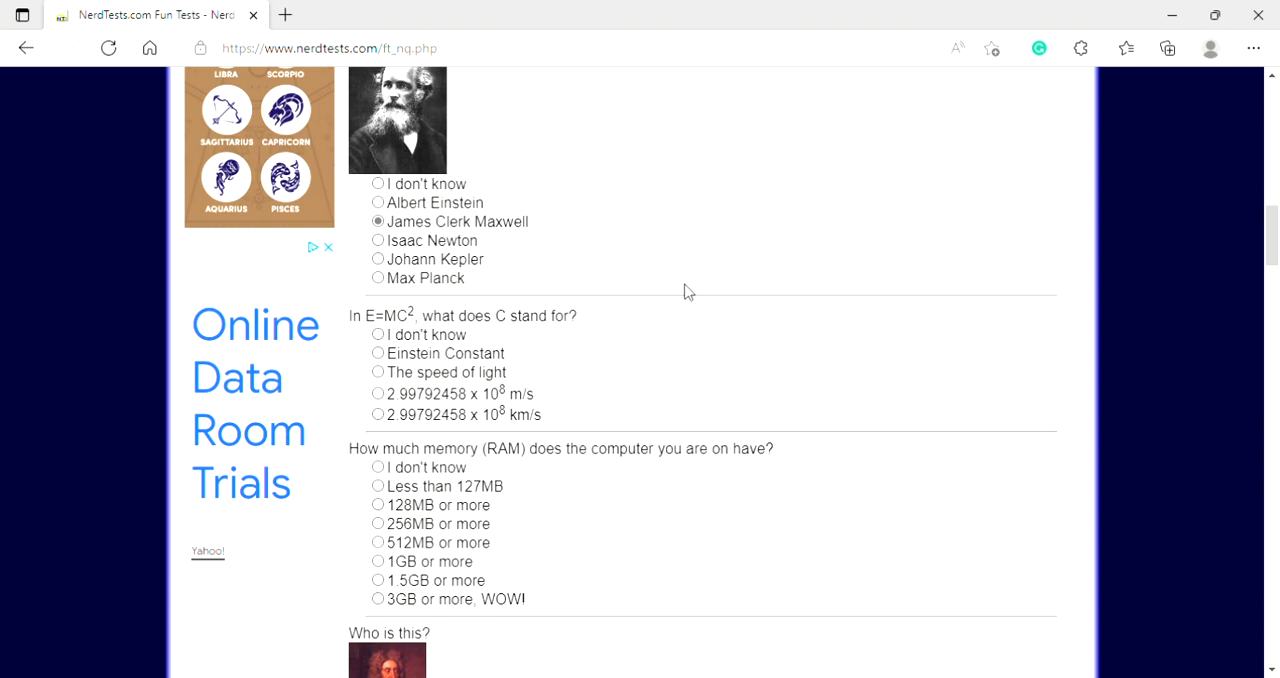 NerdTests.com Fun Tests - Nerd
https://www.nerdtests.com/ft_nq.php
LIBRA SCORPIO
SAGITTARIUS CAPRICORN
AQUARIUS PISCES
Online
Data
Room
Trials
Yahoo!
I don't know
Albert Einstein
James Clerk Maxwell
Isaac Newton
Johann Kepler
Max Planck
In E=MC², what does C stand for?
I don't know
Einstein Constant
The speed of light
2.99792458 x 10⁸ m/s
2.99792458 x 10⁸ km/s
How much memory (RAM) does the computer you are on have?
I don't know
Less than 127MB
128MB or more
256MB or more
512MB or more
1GB or more
1.5GB or more
3GB or more, WOW!
Who is this?